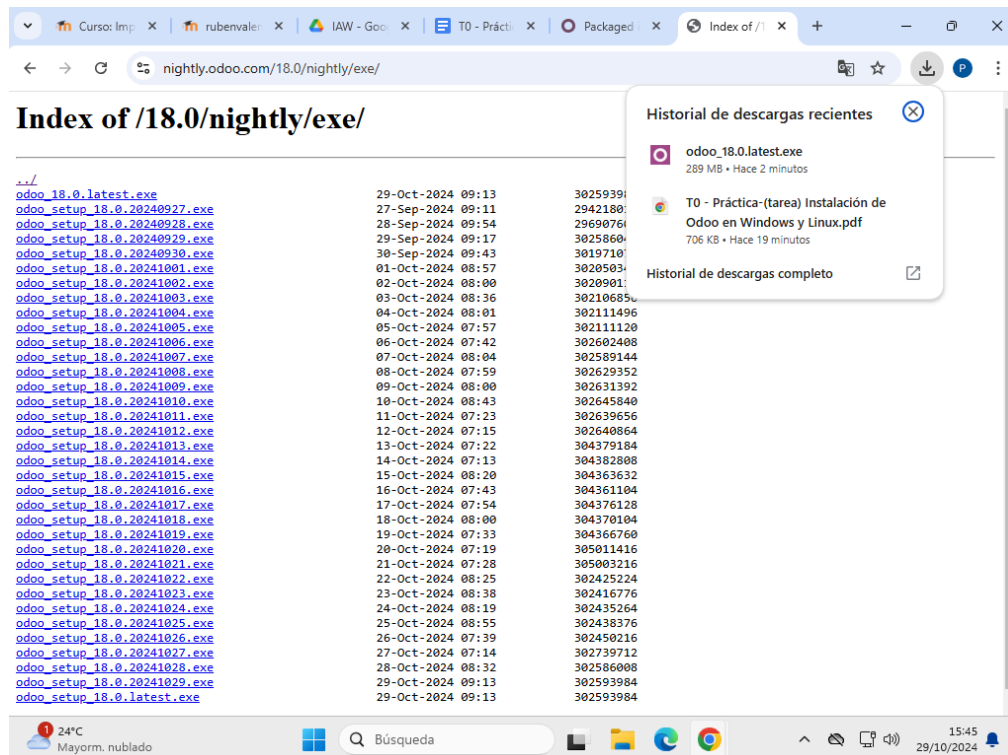 Curso: Imp
rubenvalen
IAW - Goo
T0 - Prácti
Packaged
Index of /1
nightly.odoo.com/18.0/nightly/exe/
P
Index of /18.0/nightly/exe/
Historial de descargas recientes
odoo_18.0.latest.exe
289 MB • Hace 2 minutos
T0 - Práctica-(tarea) Instalación de
Odoo en Windows y Linux.pdf
706 KB • Hace 19 minutos
Historial de descargas completo
../
odoo_18.0.latest.exe 29-Oct-2024 09:13 30259398
odoo_setup_18.0.20240927.exe 27-Sep-2024 09:11 2942180
odoo_setup_18.0.20240928.exe 28-Sep-2024 09:54 2969076
odoo_setup_18.0.20240929.exe 29-Sep-2024 09:17 3025860
odoo_setup_18.0.20240930.exe 30-Sep-2024 09:43 3019710
odoo_setup_18.0.20241001.exe 01-Oct-2024 08:57 3020503
odoo_setup_18.0.20241002.exe 02-Oct-2024 08:00 3020901
odoo_setup_18.0.20241003.exe 03-Oct-2024 08:36 302106856
odoo_setup_18.0.20241004.exe 04-Oct-2024 08:01 302111496
odoo_setup_18.0.20241005.exe 05-Oct-2024 07:57 302111120
odoo_setup_18.0.20241006.exe 06-Oct-2024 07:42 302602408
odoo_setup_18.0.20241007.exe 07-Oct-2024 08:04 302589144
odoo_setup_18.0.20241008.exe 08-Oct-2024 07:59 302629352
odoo_setup_18.0.20241009.exe 09-Oct-2024 08:00 302631392
odoo_setup_18.0.20241010.exe 10-Oct-2024 08:43 302645840
odoo_setup_18.0.20241011.exe 11-Oct-2024 07:23 302639656
odoo_setup_18.0.20241012.exe 12-Oct-2024 07:15 302640864
odoo_setup_18.0.20241013.exe 13-Oct-2024 07:22 304379184
odoo_setup_18.0.20241014.exe 14-Oct-2024 07:13 304382808
odoo_setup_18.0.20241015.exe 15-Oct-2024 08:20 304363632
odoo_setup_18.0.20241016.exe 16-Oct-2024 07:43 304361104
odoo_setup_18.0.20241017.exe 17-Oct-2024 07:54 304376128
odoo_setup_18.0.20241018.exe 18-Oct-2024 08:00 304370104
odoo_setup_18.0.20241019.exe 19-Oct-2024 07:33 304366760
odoo_setup_18.0.20241020.exe 20-Oct-2024 07:19 305011416
odoo_setup_18.0.20241021.exe 21-Oct-2024 07:28 305003216
odoo_setup_18.0.20241022.exe 22-Oct-2024 08:25 302425224
odoo_setup_18.0.20241023.exe 23-Oct-2024 08:38 302416776
odoo_setup_18.0.20241024.exe 24-Oct-2024 08:19 302435264
odoo_setup_18.0.20241025.exe 25-Oct-2024 08:55 302438376
odoo_setup_18.0.20241026.exe 26-Oct-2024 07:39 302450216
odoo_setup_18.0.20241027.exe 27-Oct-2024 07:14 302739712
odoo_setup_18.0.20241028.exe 28-Oct-2024 08:32 302586008
odoo_setup_18.0.20241029.exe 29-Oct-2024 09:13 302593984
odoo_setup_18.0.latest.exe 29-Oct-2024 09:13 302593984
1
24°C
Mayorm. nublado
Búsqueda
15:45
29/10/2024